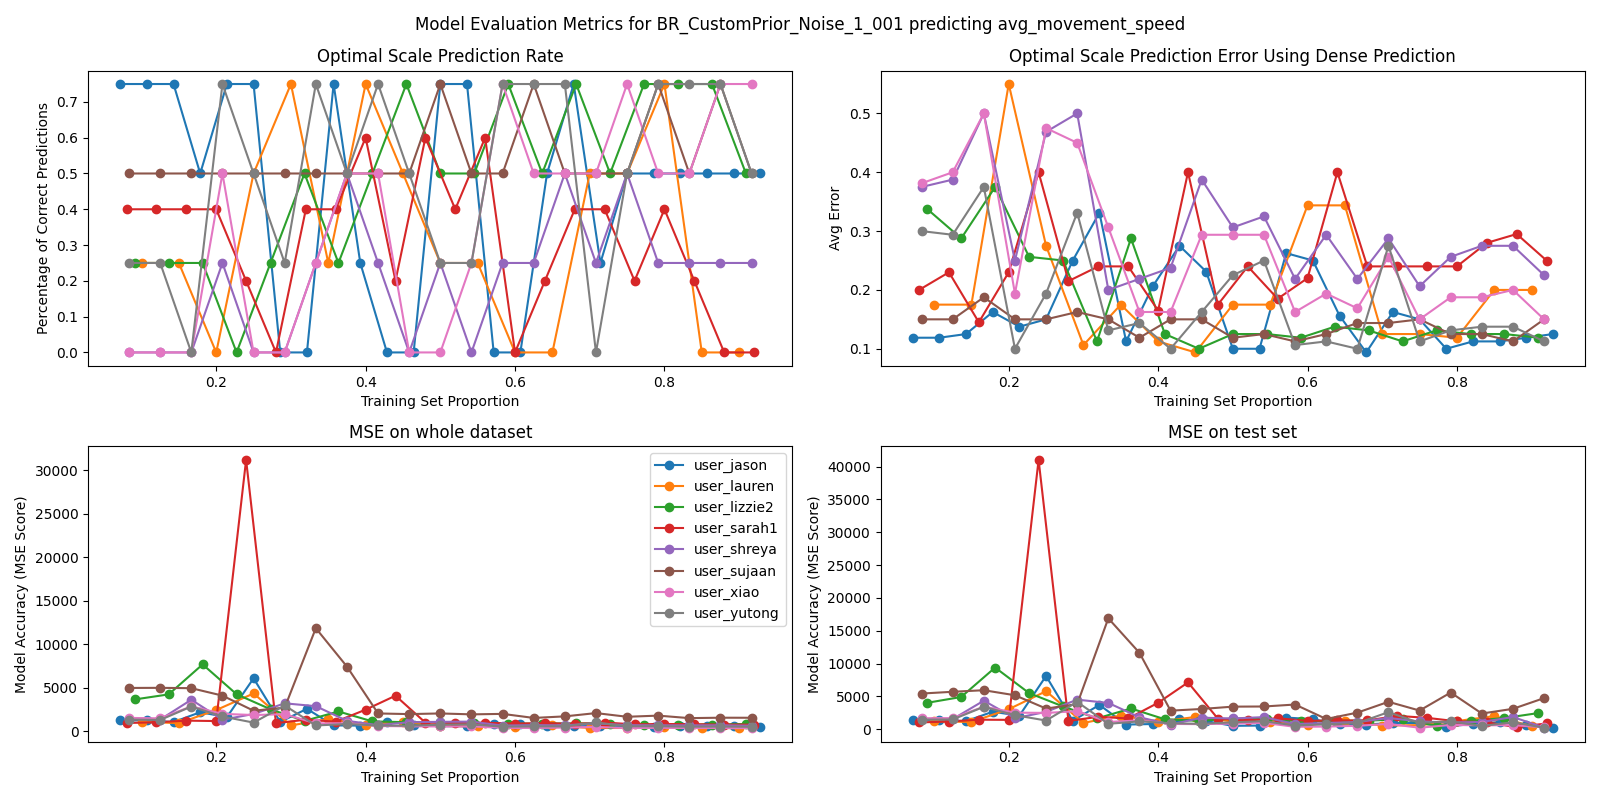 Model Evaluation Metrics for BR_CustomPrior_Noise_1_001 predicting avg_movement_speed
Optimal Scale Prediction Rate
Percentage of Correct Predictions
0.7
0.6
0.5
0.4
0.3
0.2
0.1
0.0
0.2 0.4 0.6 0.8
Training Set Proportion
Optimal Scale Prediction Error Using Dense Prediction
Avg Error
0.5
0.4
0.3
0.2
0.1
0.2 0.4 0.6 0.8
Training Set Proportion
MSE on whole dataset
Model Accuracy (MSE Score)
30000
25000
20000
15000
10000
5000
0
user_jason
user_lauren
user_lizzie2
user_sarah1
user_shreya
user_sujaan
user_xiao
user_yutong
0.2 0.4 0.6 0.8
Training Set Proportion
MSE on test set
Model Accuracy (MSE Score)
40000
35000
30000
25000
20000
15000
10000
5000
0
0.2 0.4 0.6 0.8
Training Set Proportion